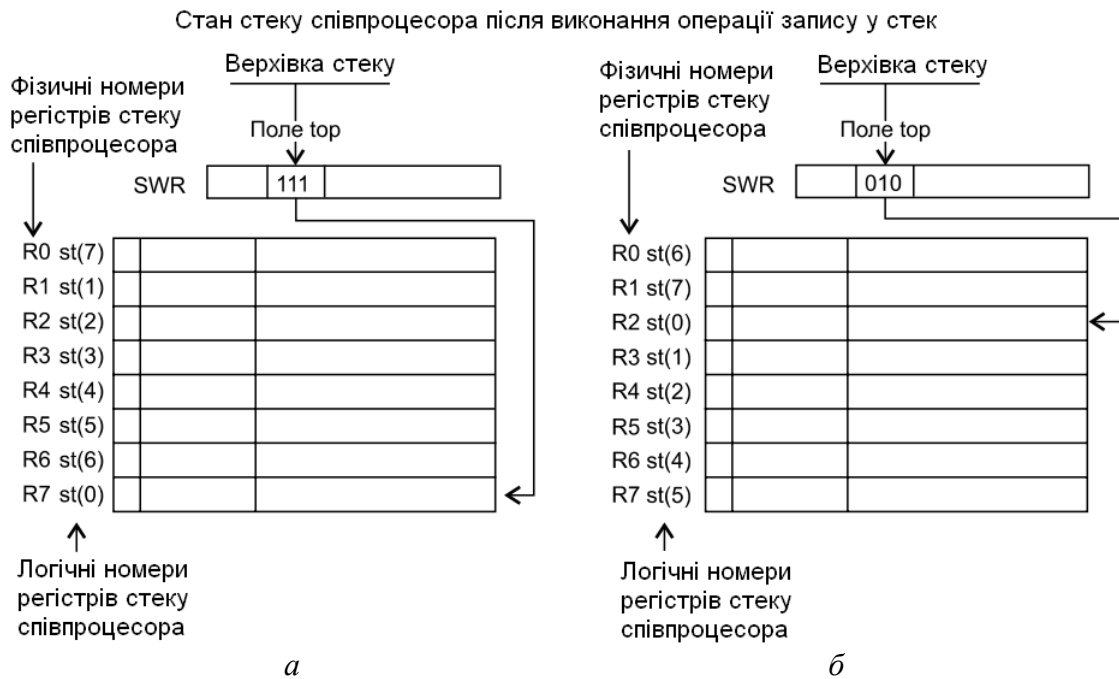 Стан стеку співпроцесора після виконання операції запису у стек
Верхівка стеку
Фізичні номери
регістрів стеку
співпроцесора
Поле top
SWR
111
R0 st(7)
R1 st(1)
R2 st(2)
R3 st(3)
R4 st(4)
R5 st(5)
R6 st(6)
R7 st(0)
Логічні номери
регістрів стеку
співпроцесора
а
Верхівка стеку
Фізичні номери
регістрів стеку
співпроцесора
Поле top
SWR
010
R0 st(6)
R1 st(7)
R2 st(0)
R3 st(1)
R4 st(2)
R5 st(3)
R6 st(4)
R7 st(5)
Логічні номери
регістрів стеку
співпроцесора
б